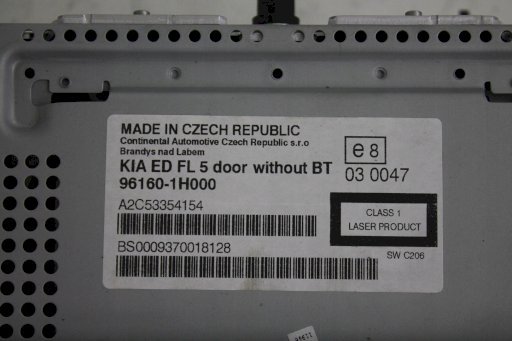 MADE IN CZECH REPUBLIC
Continental Automotive Czech Republic s.r.o
Brandys nad Labem
KIA ED FL 5 door without BT
96160-1H000
e8
03 0047
A2C53354154
CLASS 1
LASER PRODUCT
BS0009370018128
SW C206